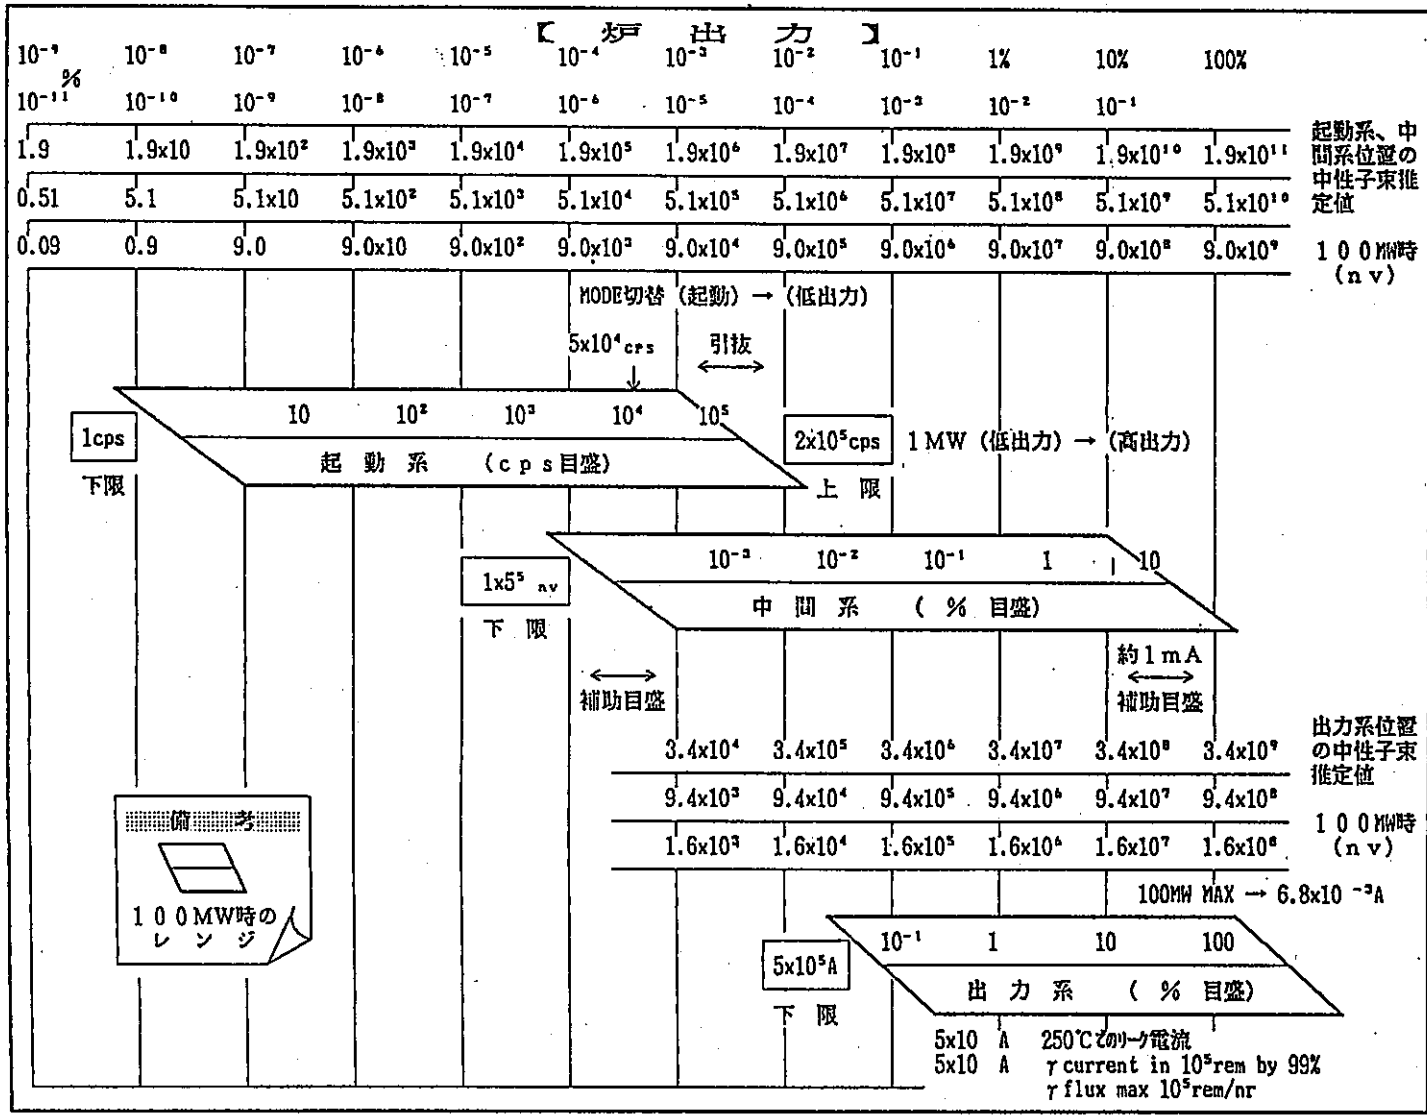 【 炉 出 力 】
10⁻⁹ 10⁻⁸ 10⁻⁷ 10⁻⁶ 10⁻⁵ 10⁻⁴ 10⁻³ 10⁻² 10⁻¹ 1% 10% 100%
%
10⁻¹¹ 10⁻¹⁰ 10⁻⁹ 10⁻⁸ 10⁻⁷ 10⁻⁶ 10⁻⁵ 10⁻⁴ 10⁻³ 10⁻² 10⁻¹
1.9 1.9x10 1.9x10² 1.9x10³ 1.9x10⁴ 1.9x10⁵ 1.9x10⁶ 1.9x10⁷ 1.9x10⁸ 1.9x10⁹ 1.9x10¹⁰ 1.9x10¹¹
0.51 5.1 5.1x10 5.1x10² 5.1x10³ 5.1x10⁴ 5.1x10⁵ 5.1x10⁶ 5.1x10⁷ 5.1x10⁸ 5.1x10⁹ 5.1x10¹⁰
0.09 0.9 9.0 9.0x10 9.0x10² 9.0x10³ 9.0x10⁴ 9.0x10⁵ 9.0x10⁶ 9.0x10⁷ 9.0x10⁸ 9.0x10⁹
起動系、中
間系位置の
中性子束推
定値
100MW時
(nv)
MODE切替 (起動) → (低出力)
5x10⁴cps
引抜
10 10² 10³ 10⁴ 10⁵
1cps
下限
起 動 系 (cps目盛)
2x10⁵cps
上 限
1MW (低出力) → (高出力)
10⁻³ 10⁻² 10⁻¹ 1 10
1x5⁵ nv
下 限
中 間 系 ( % 目盛)
補助目盛
約1mA
補助目盛
3.4x10⁴ 3.4x10⁵ 3.4x10⁶ 3.4x10⁷ 3.4x10⁸ 3.4x10⁹
9.4x10³ 9.4x10⁴ 9.4x10⁵ 9.4x10⁶ 9.4x10⁷ 9.4x10⁸
1.6x10³ 1.6x10⁴ 1.6x10⁵ 1.6x10⁶ 1.6x10⁷ 1.6x10⁸
出力系位置
の中性子束
推定値
100MW時
(nv)
備 考
100MW時の
レ ン ジ
100MW MAX → 6.8x10⁻³A
10⁻¹ 1 10 100
5x10⁵A
下 限
出 力 系 ( % 目盛)
5x10 A 250℃でのリーク電流
5x10 A γ current in 10⁵rem by 99%
γ flux max 10⁵rem/nr